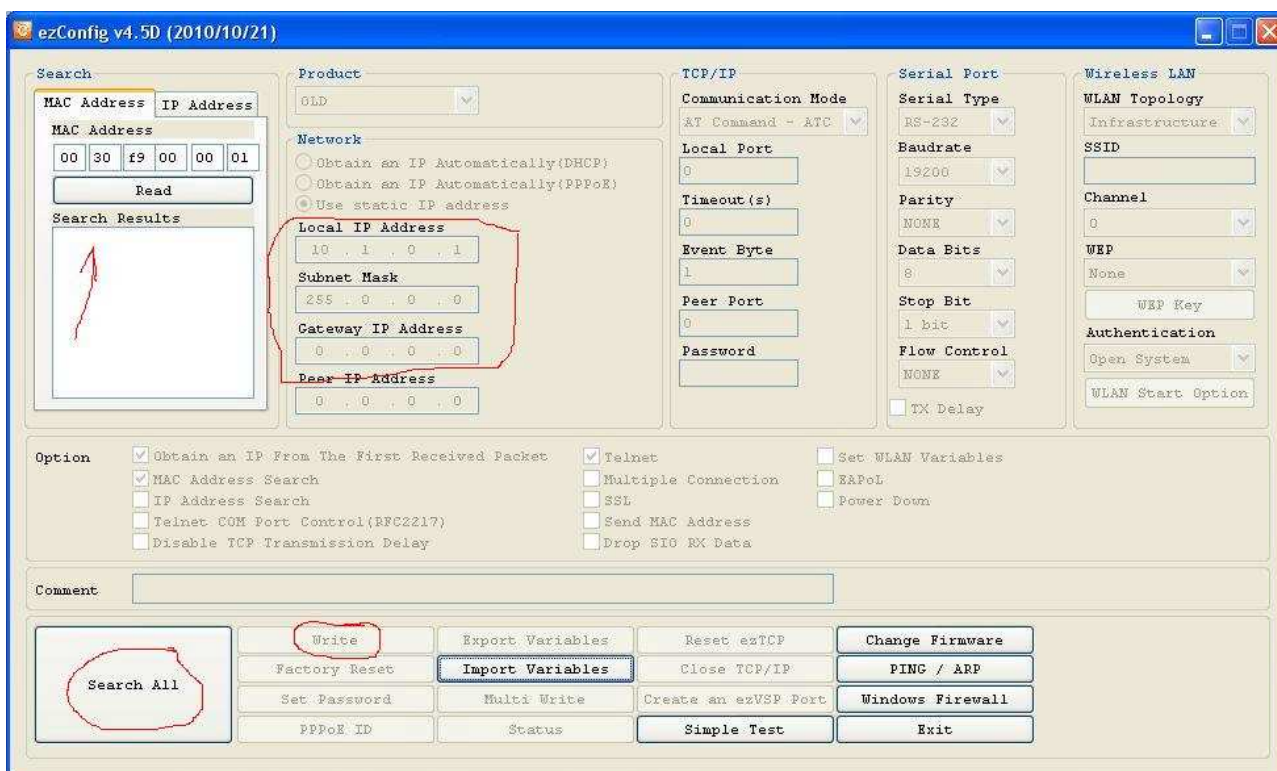 ezConfig v4.5D (2010/10/21)
Search
MAC Address
IP Address
MAC Address
00 30 f9 00 00 01
Read
Search Results
Product
OLD
Network
Obtain an IP Automatically(DHCP)
Obtain an IP Automatically(PPPoE)
Use static IP address
Local IP Address
10 . 1 . 0 . 1
Subnet Mask
255 . 0 . 0 . 0
Gateway IP Address
0 . 0 . 0 . 0
Peer IP Address
0 . 0 . 0 . 0
TCP/IP
Communication Mode
AT Command - ATC
Local Port
0
Timeout(s)
0
Event Byte
1
Peer Port
0
Password
Serial Port
Serial Type
RS-232
Baudrate
19200
Parity
NONE
Data Bits
8
Stop Bit
1 bit
Flow Control
NONE
TX Delay
Wireless LAN
WLAN Topology
Infrastructure
SSID
Channel
0
WEP
None
WEP Key
Authentication
Open System
WLAN Start Option
Option
Obtain an IP From The First Received Packet
MAC Address Search
IP Address Search
Telnet COM Port Control(RFC2217)
Disable TCP Transmission Delay
Telnet
Multiple Connection
SSL
Send MAC Address
Drop SIO RX Data
Set WLAN Variables
EAPoL
Power Down
Comment
Search All
Write
Export Variables
Reset ezTCP
Change Firmware
Factory Reset
Import Variables
Close TCP/IP
PING / ARP
Set Password
Multi Write
Create an ezVSP Port
Windows Firewall
PPPoE ID
Status
Simple Test
Exit